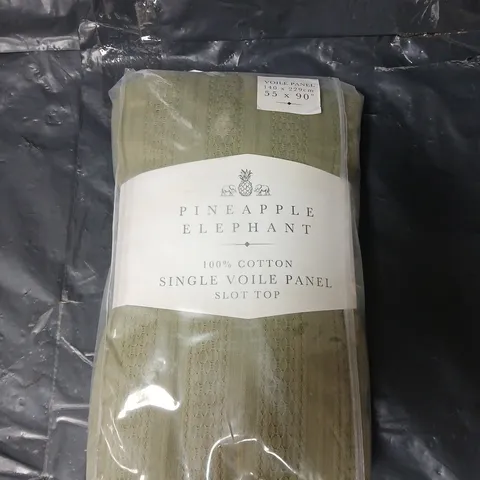 VOILE PANEL
140 x 229cm
55 x 90"
PINEAPPLE
ELEPHANT
100% COTTON
SINGLE VOILE PANEL
SLOT TOP